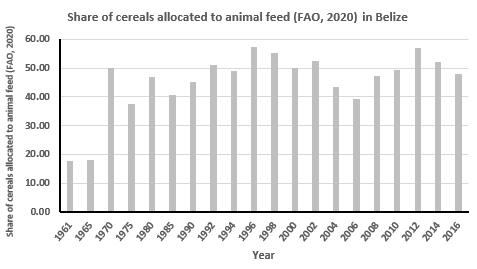 Share of cereals allocated to animal feed (FAO, 2020) in Belize
Share of cereals allocated to animal feed (FAO, 2020)
60.00
50.00
40.00
30.00
20.00
10.00
0.00
1961 1965 1970 1975 1980 1985 1990 1992 1994 1996 1998 2000 2002 2004 2006 2008 2010 2012 2014 2016
Year